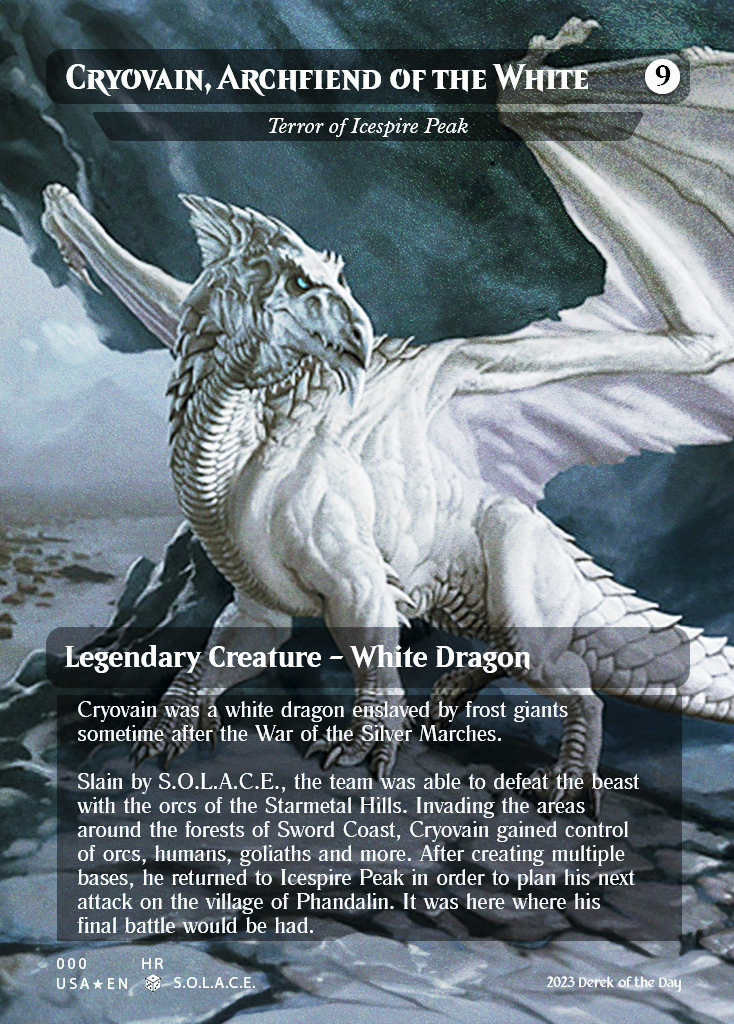 Cryovain, Archfiend of the White 9
Terror of Icespire Peak
Legendary Creature – White Dragon
Cryovain was a white dragon enslaved by frost giants
sometime after the War of the Silver Marches.
Slain by S.O.L.A.C.E., the team was able to defeat the beast
with the orcs of the Starmetal Hills. Invading the areas
around the forests of Sword Coast, Cryovain gained control
of orcs, humans, goliaths and more. After creating multiple
bases, he returned to Icespire Peak in order to plan his next
attack on the village of Phandalin. It was here where his
final battle would be had.
000 HR
USA★EN S.O.L.A.C.E. 2023 Derek of the Day